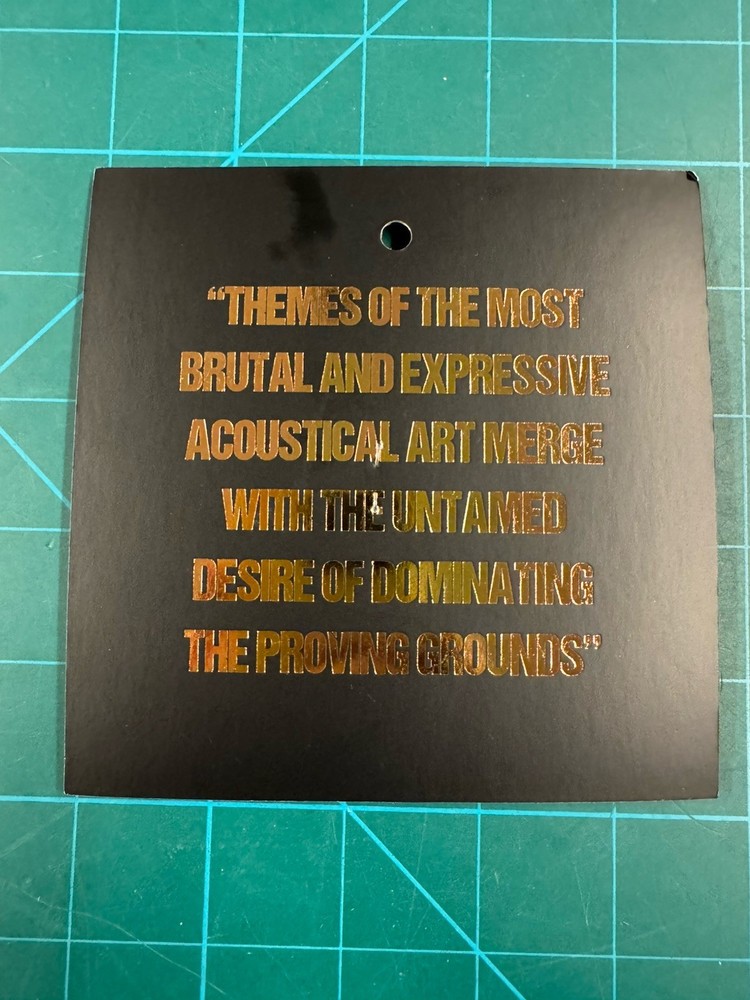 “THEMES OF THE MOST
BRUTAL AND EXPRESSIVE
ACOUSTICAL ART MERGE
WITH THE UNTAMED
DESIRE OF DOMINATING
THE PROVING GROUNDS”